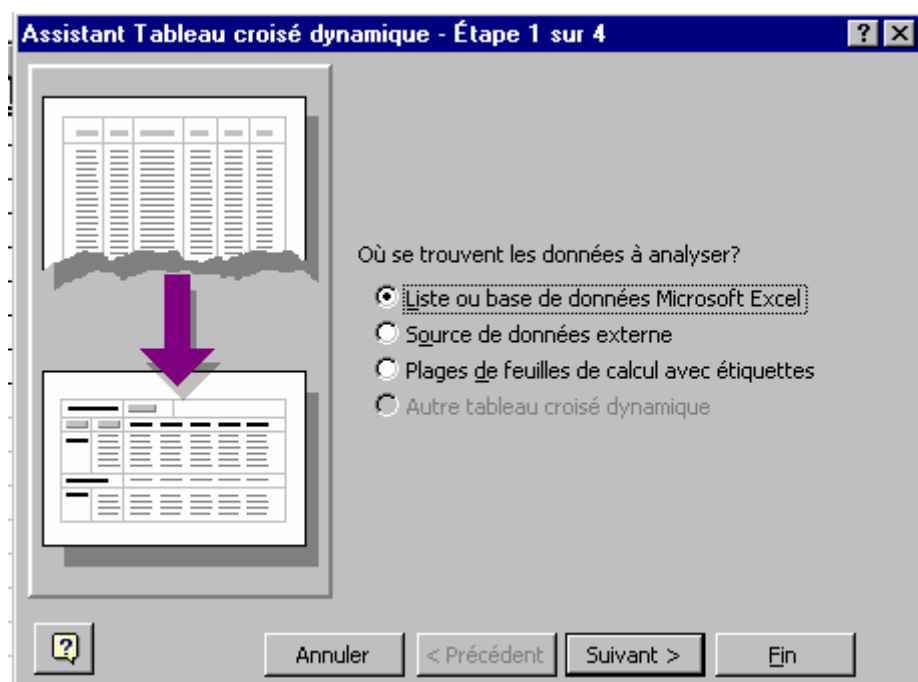 Assistant Tableau croisé dynamique - Étape 1 sur 4
Où se trouvent les données à analyser?
Liste ou base de données Microsoft Excel
Source de données externe
Plages de feuilles de calcul avec étiquettes
Autre tableau croisé dynamique
Annuler
< Précédent
Suivant >
Fin